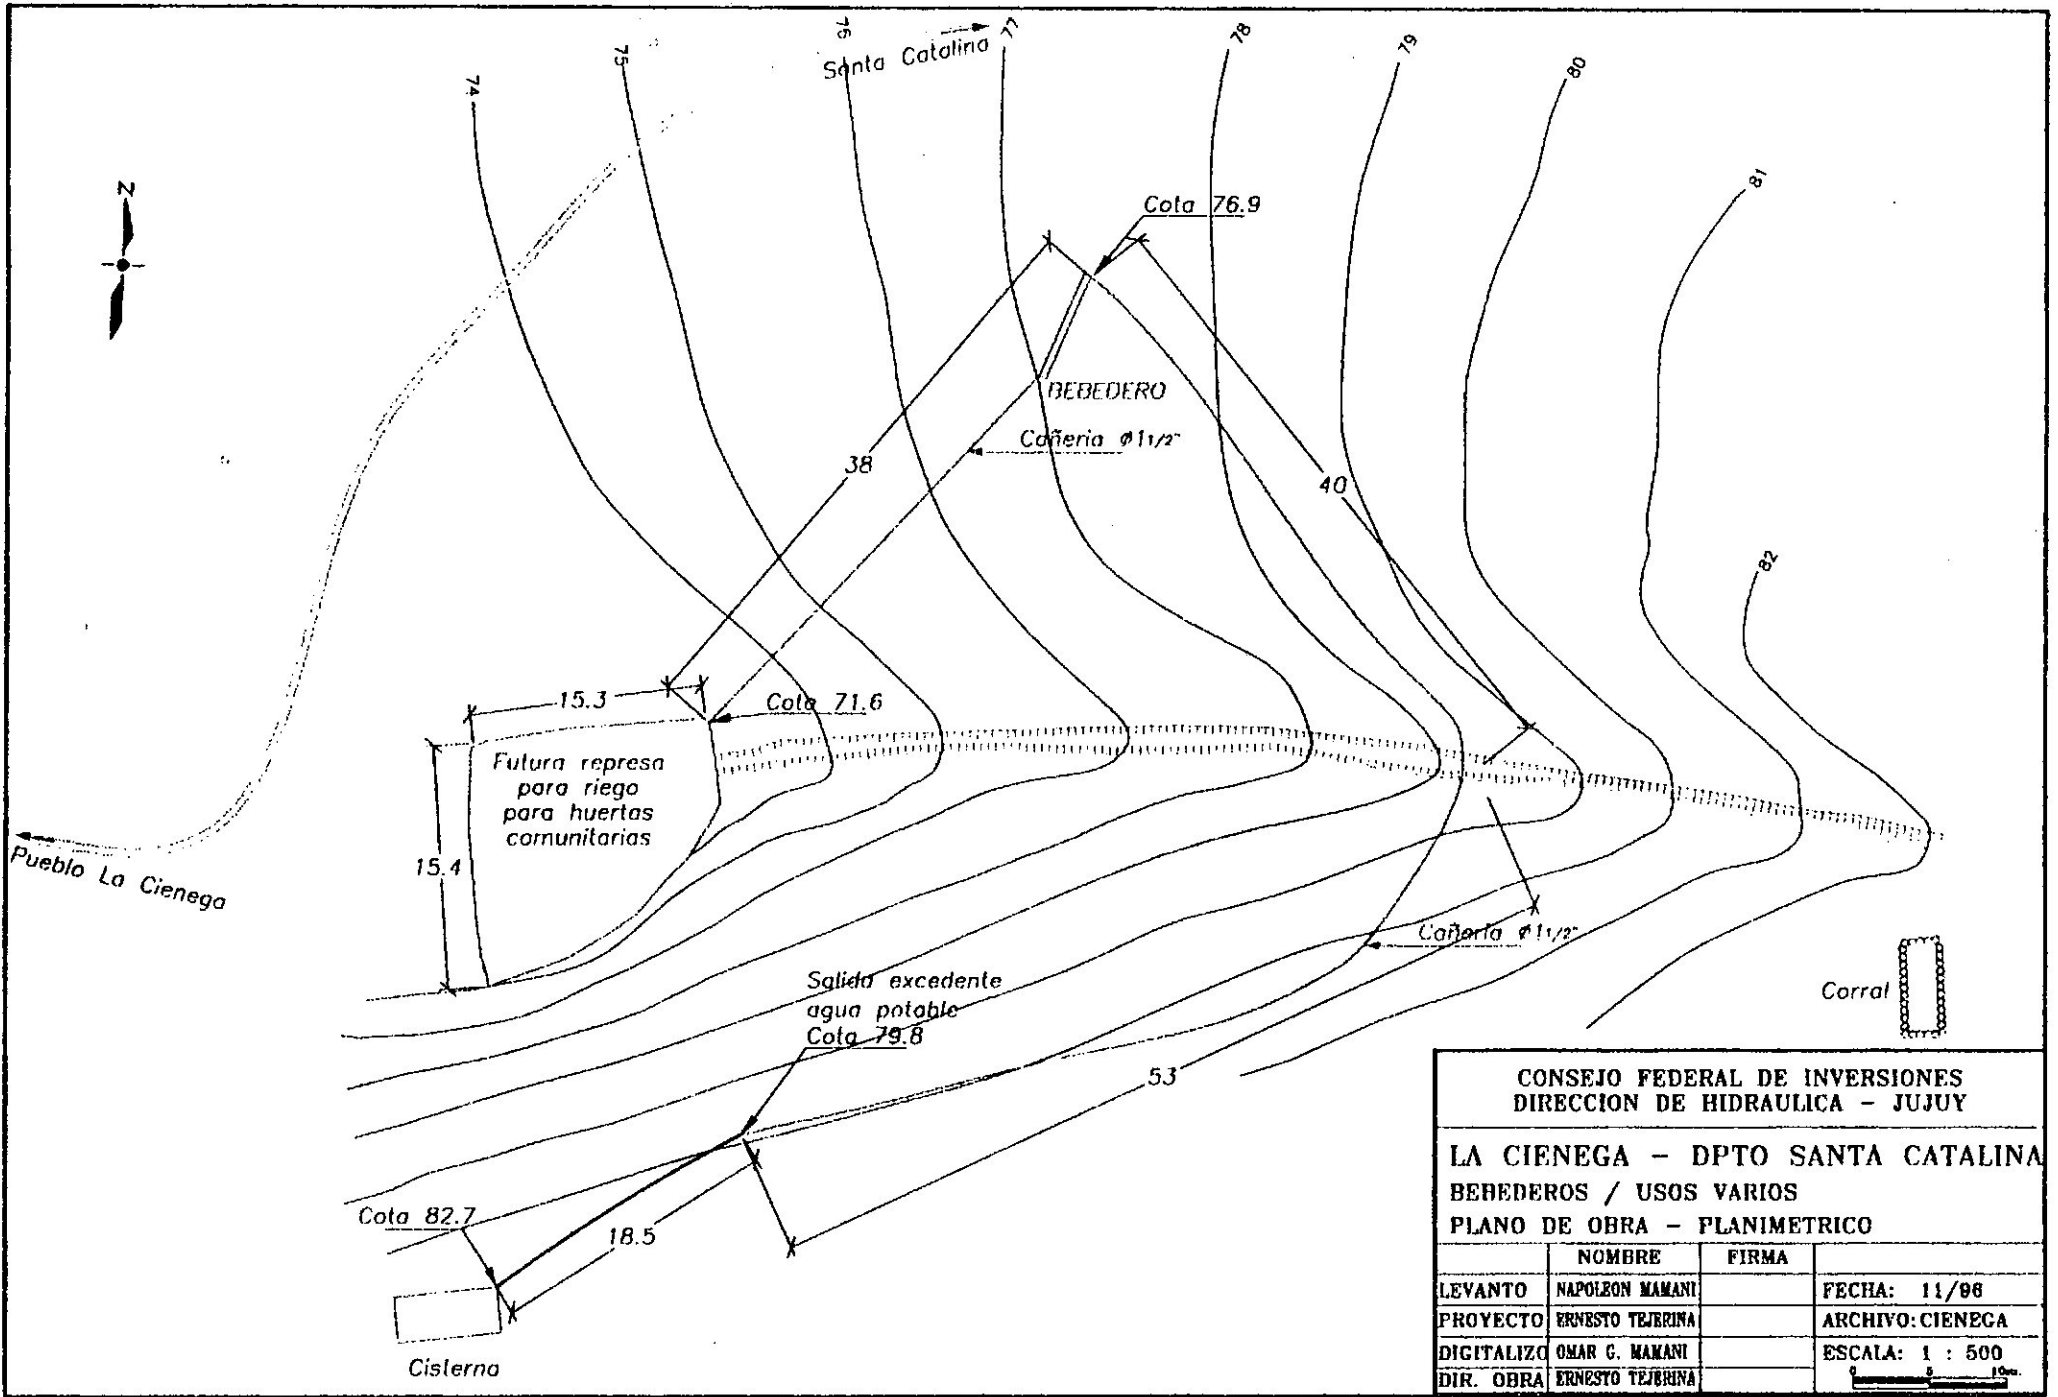 74
75
76
Santa Catalina
77
78
79
80
81
82
N
Cota 76.9
BEBEDERO
Cañeria ø 1 1/2"
38
40
15.3
Cota 71.6
Futura represa
para riego
para huertas
comunitarias
15.4
Pueblo La Cienega
Salida excedente
agua potable
Cota 79.8
Cañeria ø 1 1/2"
Corral
53
Cota 82.7
18.5
Cisterna
CONSEJO FEDERAL DE INVERSIONES
DIRECCION DE HIDRAULICA - JUJUY
LA CIENEGA - DPTO SANTA CATALINA
BEBEDEROS / USOS VARIOS
PLANO DE OBRA - PLANIMETRICO
NOMBRE FIRMA
LEVANTO NAPOLEON MAMANI FECHA: 11/96
PROYECTO ERNESTO TEJERINA ARCHIVO: CIENEGA
DIGITALIZO OMAR G. MAMANI ESCALA: 1 : 500
DIR. OBRA ERNESTO TEJERINA 0 5 10m.